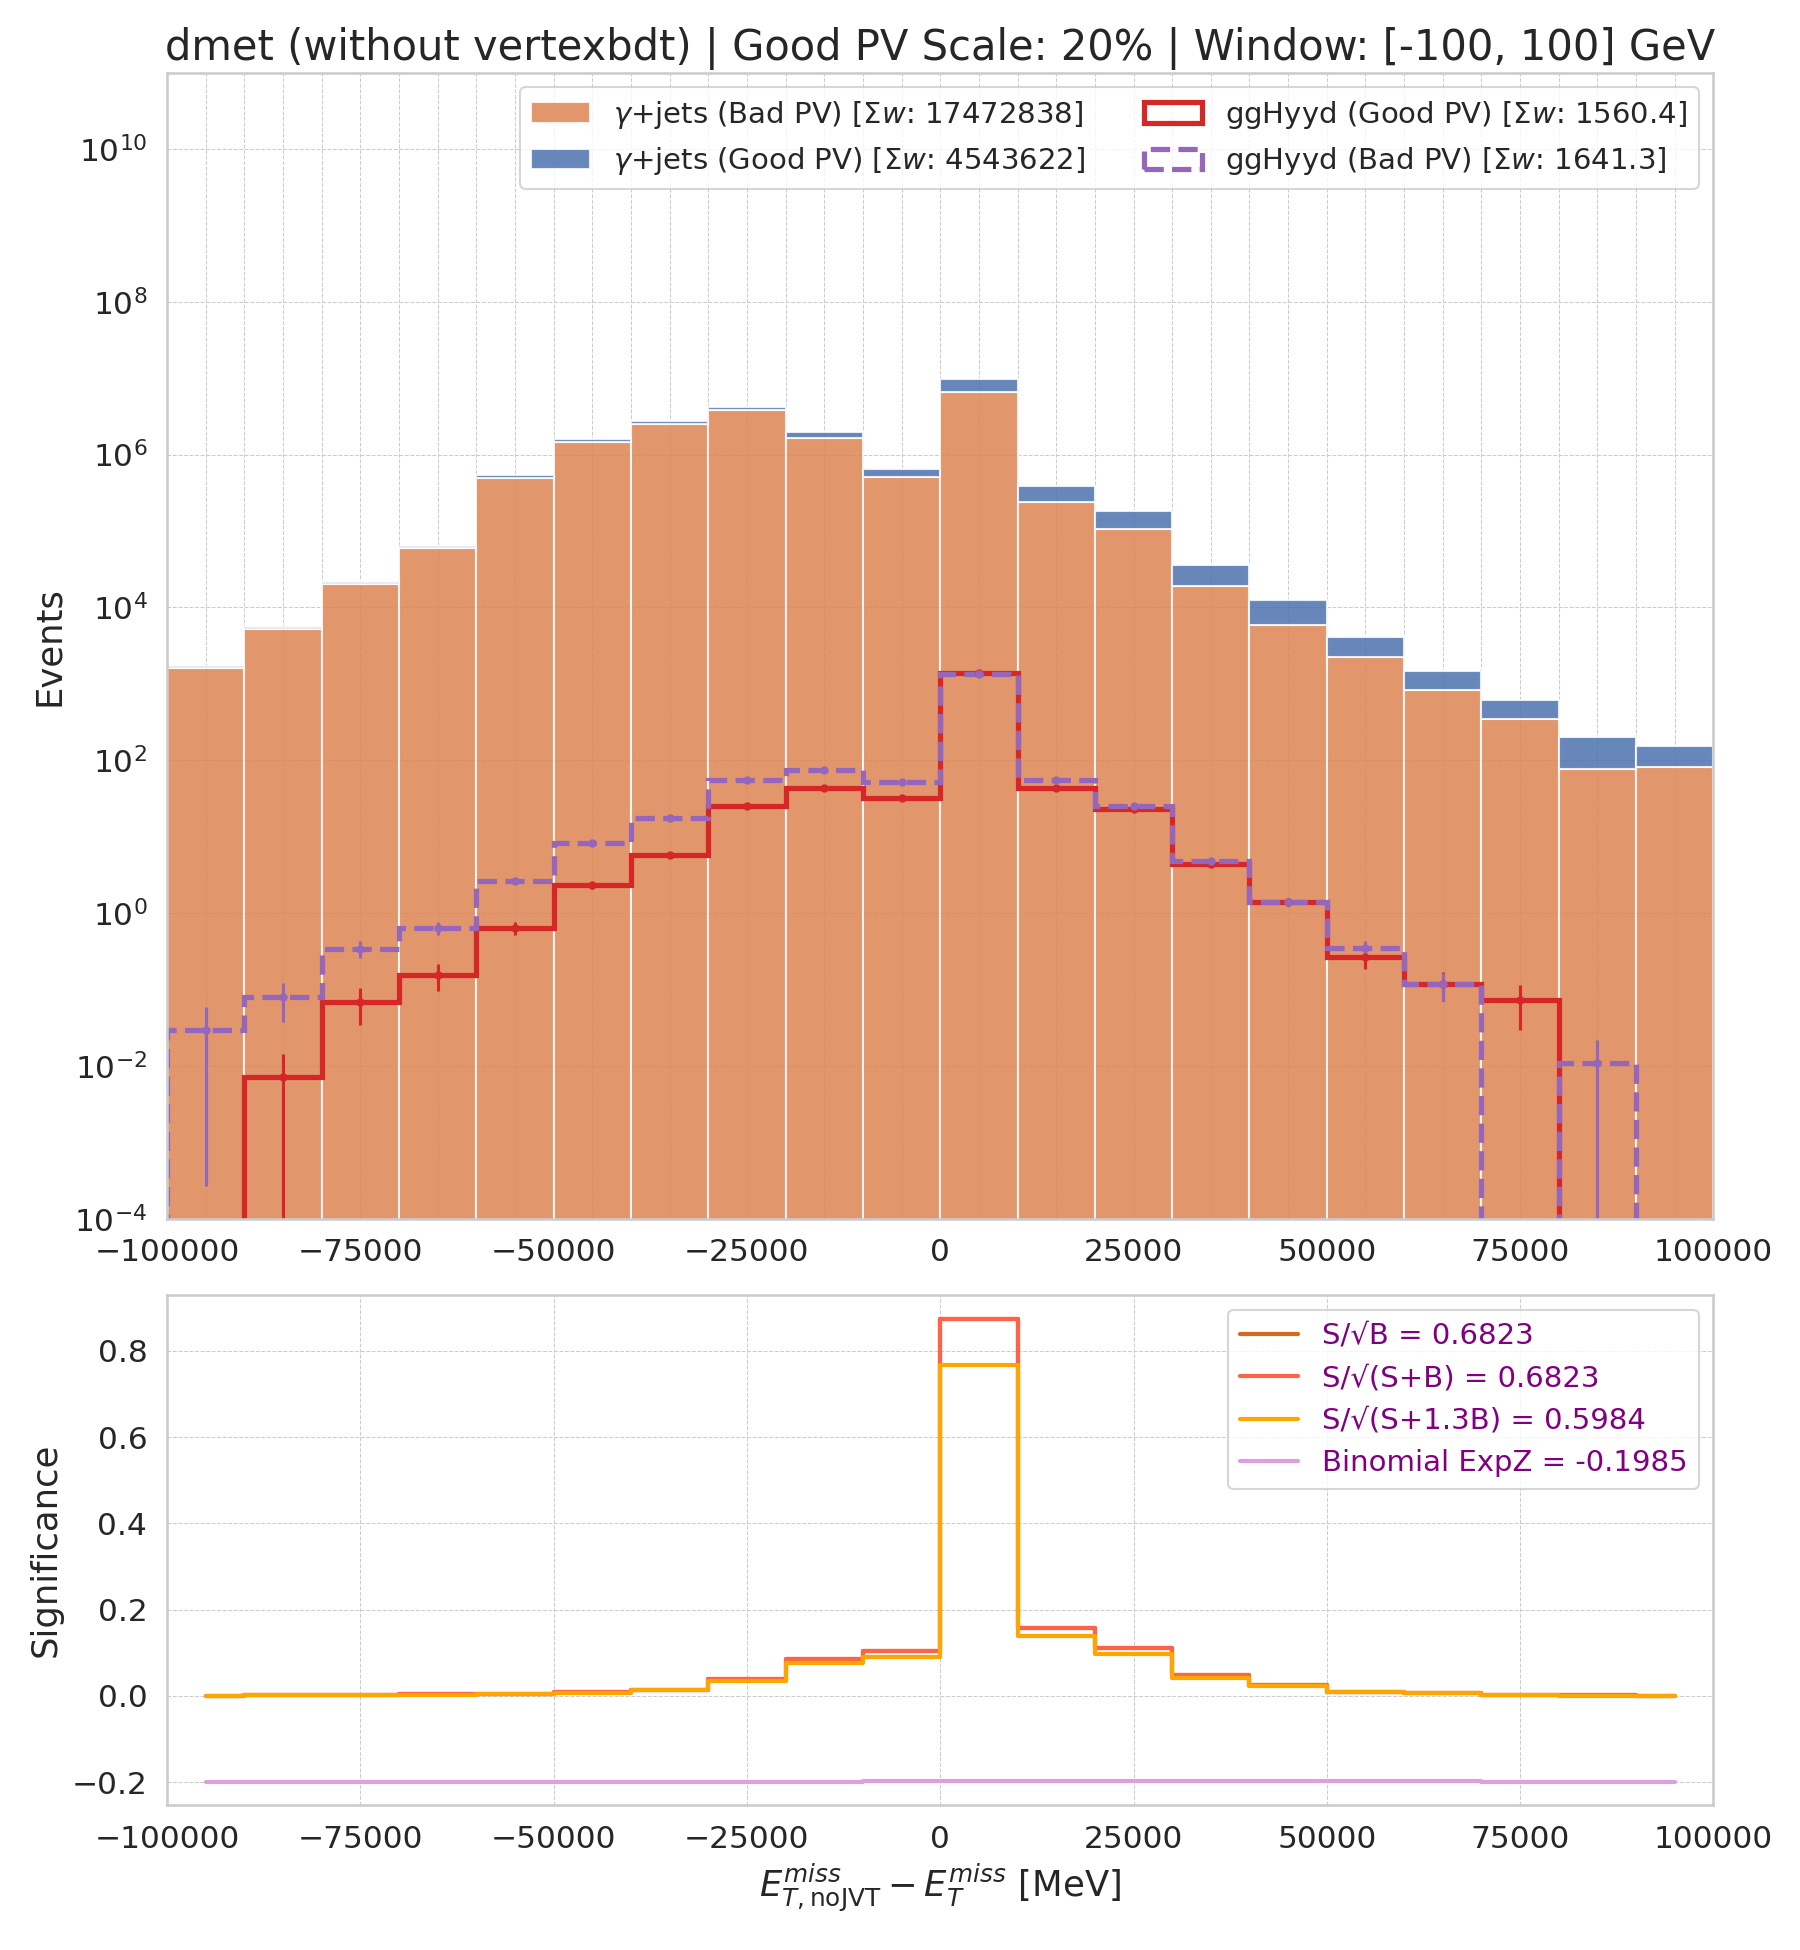 dmet (without vertexbdt) | Good PV Scale: 20% | Window: [-100, 100] GeV
γ+jets (Bad PV) [Σw: 17472838]
γ+jets (Good PV) [Σw: 4543622]
ggHyyd (Good PV) [Σw: 1560.4]
ggHyyd (Bad PV) [Σw: 1641.3]
Events
10^10
10^8
10^6
10^4
10^2
10^0
10^−2
10^−4
−100000 −75000 −50000 −25000 0 25000 50000 75000 100000
S/√B = 0.6823
S/√(S+B) = 0.6823
S/√(S+1.3B) = 0.5984
Binomial ExpZ = -0.1985
Significance
0.8
0.6
0.4
0.2
0.0
−0.2
−100000 −75000 −50000 −25000 0 25000 50000 75000 100000
E_{T,noJVT}^{miss} − E_T^{miss} [MeV]